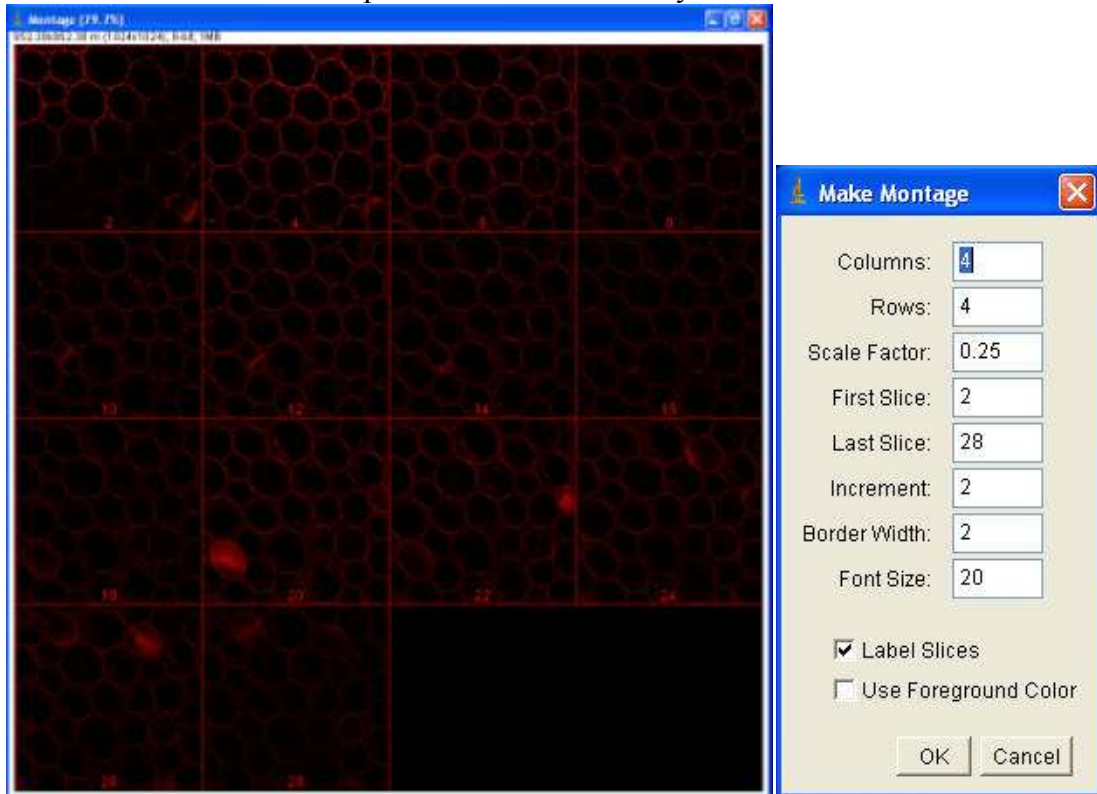 Montage (79.7%)
2 4 6 8
10 12 14 16
18 20 22 24
26 28
Make Montage
Columns: 4
Rows: 4
Scale Factor: 0.25
First Slice: 2
Last Slice: 28
Increment: 2
Border Width: 2
Font Size: 20
Label Slices
Use Foreground Color
OK Cancel